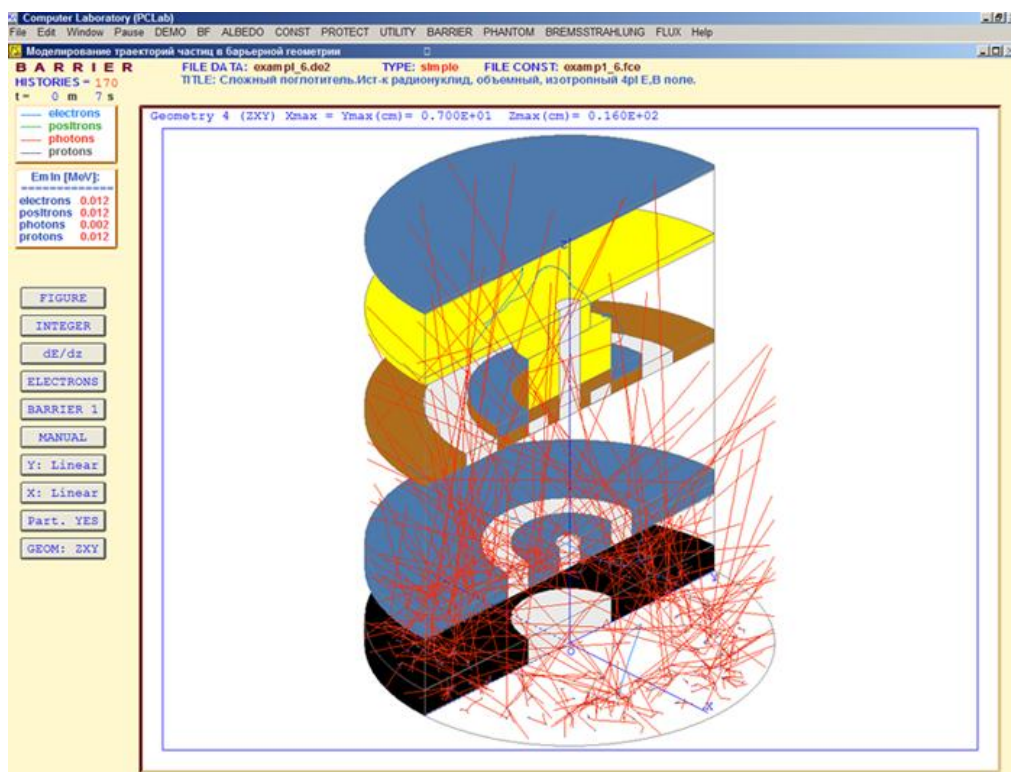 Computer Laboratory (PCLab)
File Edit Window Pause DEMO BF ALBEDO CONST PROTECT UTILITY BARRIER PHANTOM BREMSSTRAHLUNG FLUX Help
Моделирование траекторий частиц в барьерной геометрии
BARRIER FILE DATA: exampl_6.de2 TYPE: simple FILE CONST: examp1_6.fce
HISTORIES = 170 TITLE: Сложный поглотитель.Ист-к радионуклид, объемный, изотропный 4pi E,B поле.
t = 0 m 7 s
electrons
positrons
photons
protons
Emin [MeV]:
=============
electrons 0.012
positrons 0.012
photons 0.002
protons 0.012
FIGURE
INTEGER
dE/dz
ELECTRONS
BARRIER 1
MANUAL
Y: Linear
X: Linear
Part. YES
GEOM: ZXY
Geometry 4 (ZXY) Xmax = Ymax(cm)= 0.700E+01 Zmax(cm)= 0.160E+02
Z
Y
O
X